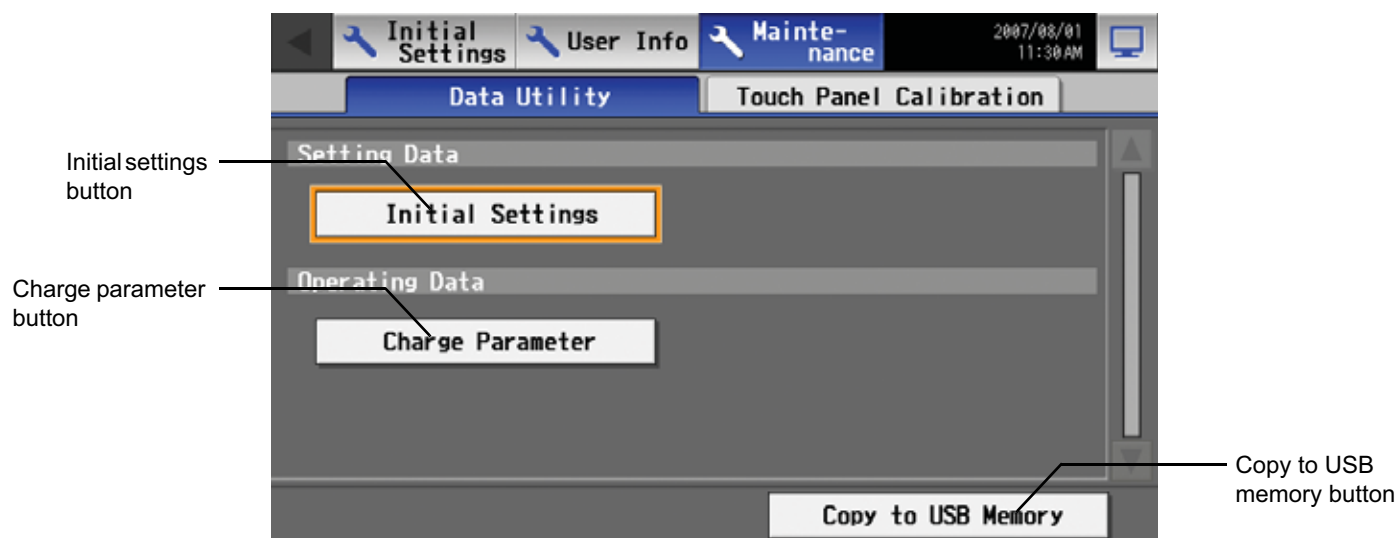 Initial
Settings
User Info
Mainte-
nance
2007/08/01
11:30AM
Data Utility
Touch Panel Calibration
Setting Data
Initial settings
button
Initial Settings
Operating Data
Charge parameter
button
Charge Parameter
Copy to USB
memory button
Copy to USB Memory